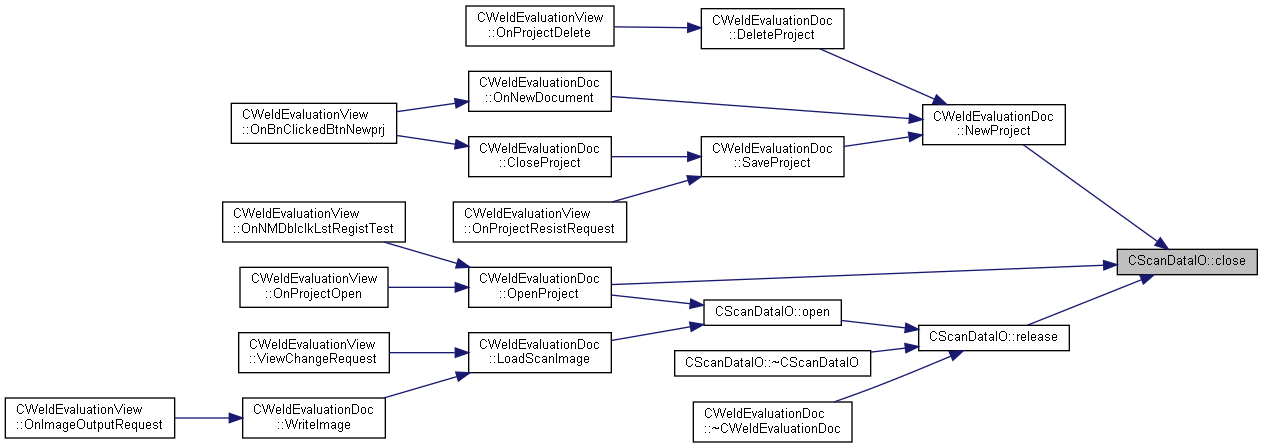 CWeldEvaluationView
::OnProjectDelete
CWeldEvaluationDoc
::DeleteProject
CWeldEvaluationDoc
::OnNewDocument
CWeldEvaluationView
::OnBnClickedBtnNewprj
CWeldEvaluationDoc
::NewProject
CWeldEvaluationDoc
::CloseProject
CWeldEvaluationDoc
::SaveProject
CWeldEvaluationView
::OnNMDblclkLstRegistTest
CWeldEvaluationView
::OnProjectResistRequest
CScanDataIO::close
CWeldEvaluationView
::OnProjectOpen
CWeldEvaluationDoc
::OpenProject
CScanDataIO::open
CWeldEvaluationView
::ViewChangeRequest
CWeldEvaluationDoc
::LoadScanImage
CScanDataIO::release
CScanDataIO::~CScanDataIO
CWeldEvaluationView
::OnImageOutputRequest
CWeldEvaluationDoc
::WriteImage
CWeldEvaluationDoc
::~CWeldEvaluationDoc